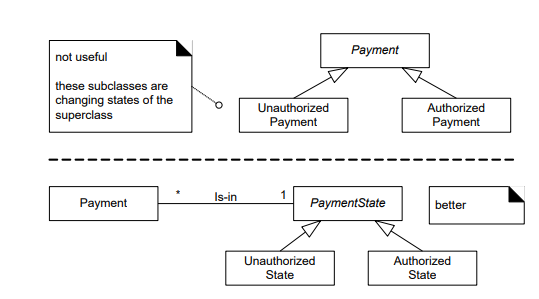 not useful
these subclasses are
changing states of the
superclass
Payment
Unauthorized
Payment
Authorized
Payment
Payment
*
Is-in
1
PaymentState
better
Unauthorized
State
Authorized
State